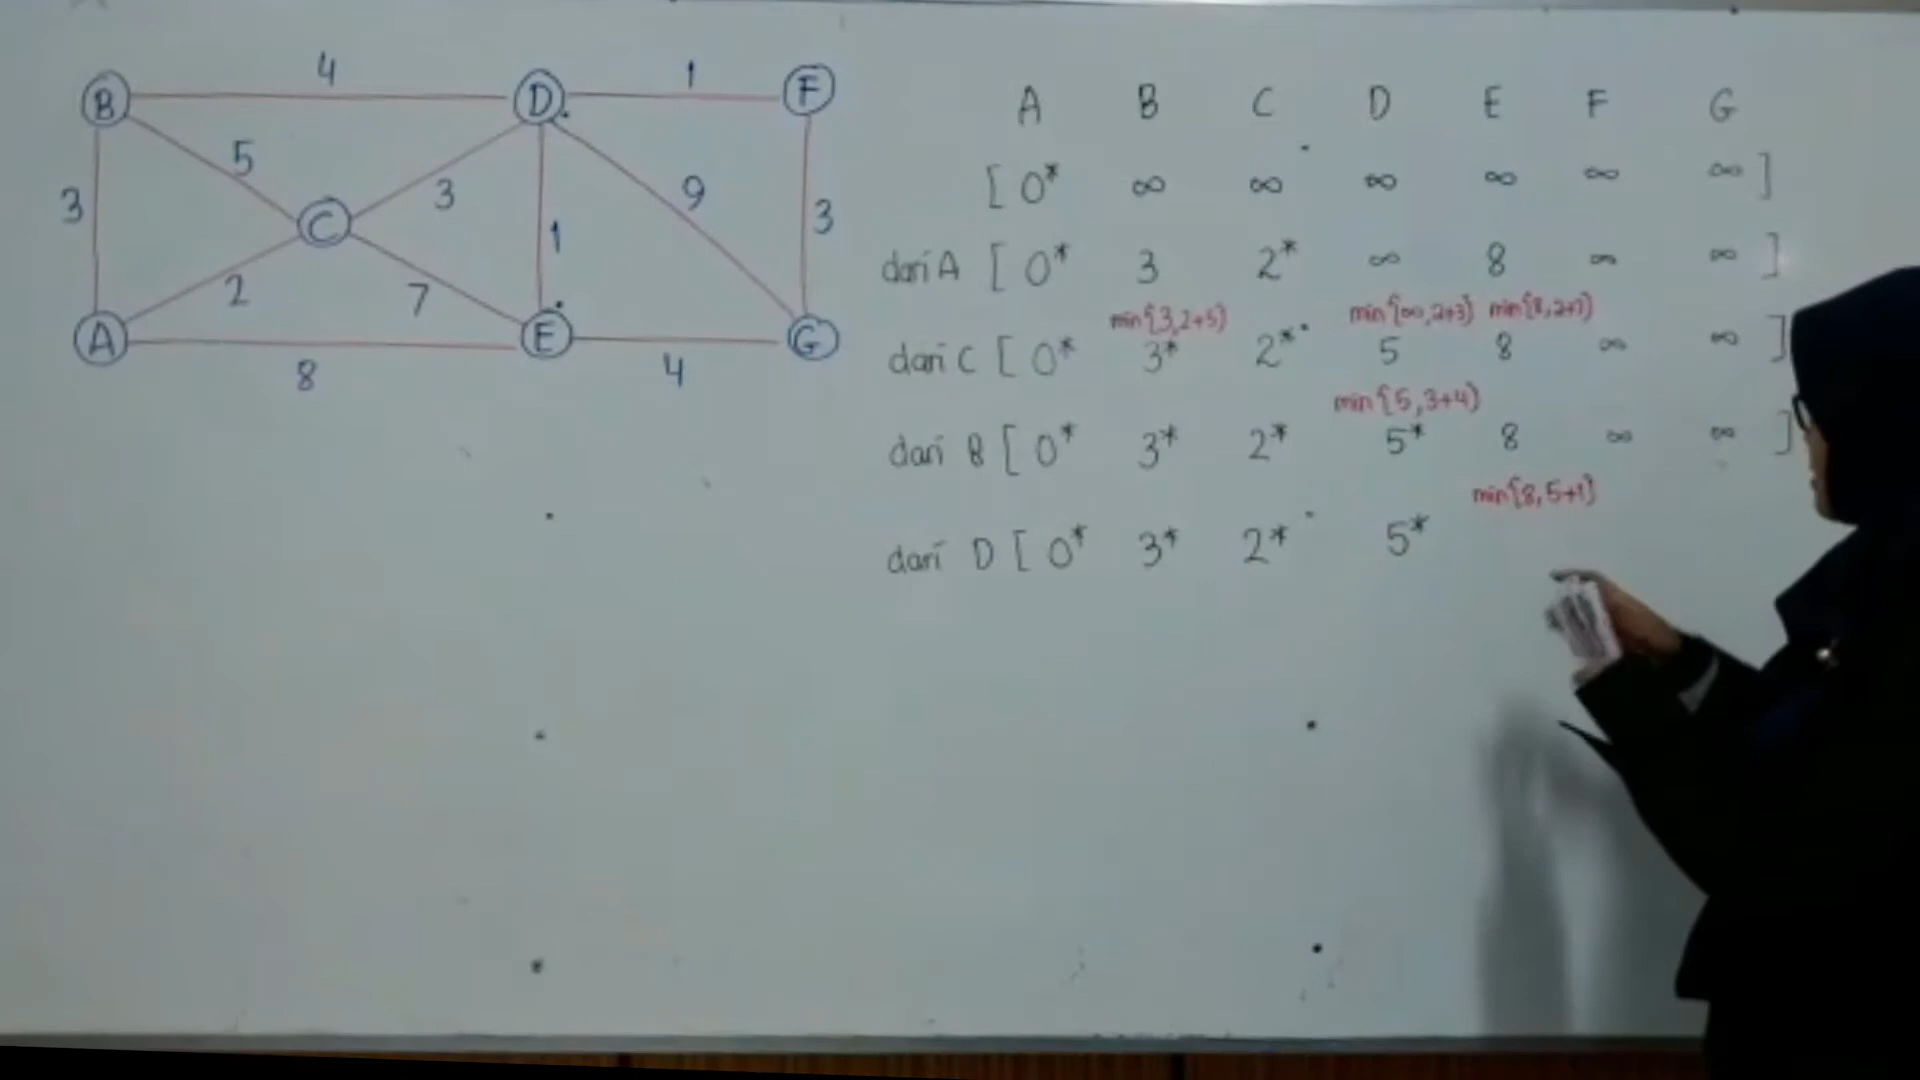 B 4 D 1 F
5 3 9
3 C 1 3
2 7
A 8 E 4 G
A B C D E F G
[ 0* ∞ ∞ ∞ ∞ ∞ ∞ ]
dari A [ 0* 3 2* ∞ 8 ∞ ∞ ]
min{3,2+5} min{∞,2+3} min{8,2+7}
dari C [ 0* 3* 2* 5 8 ∞ ∞ ]
min{5,3+4}
dari B [ 0* 3* 2* 5* 8 ∞ ∞ ]
min{8,5+1}
dari D [ 0* 3* 2* 5*